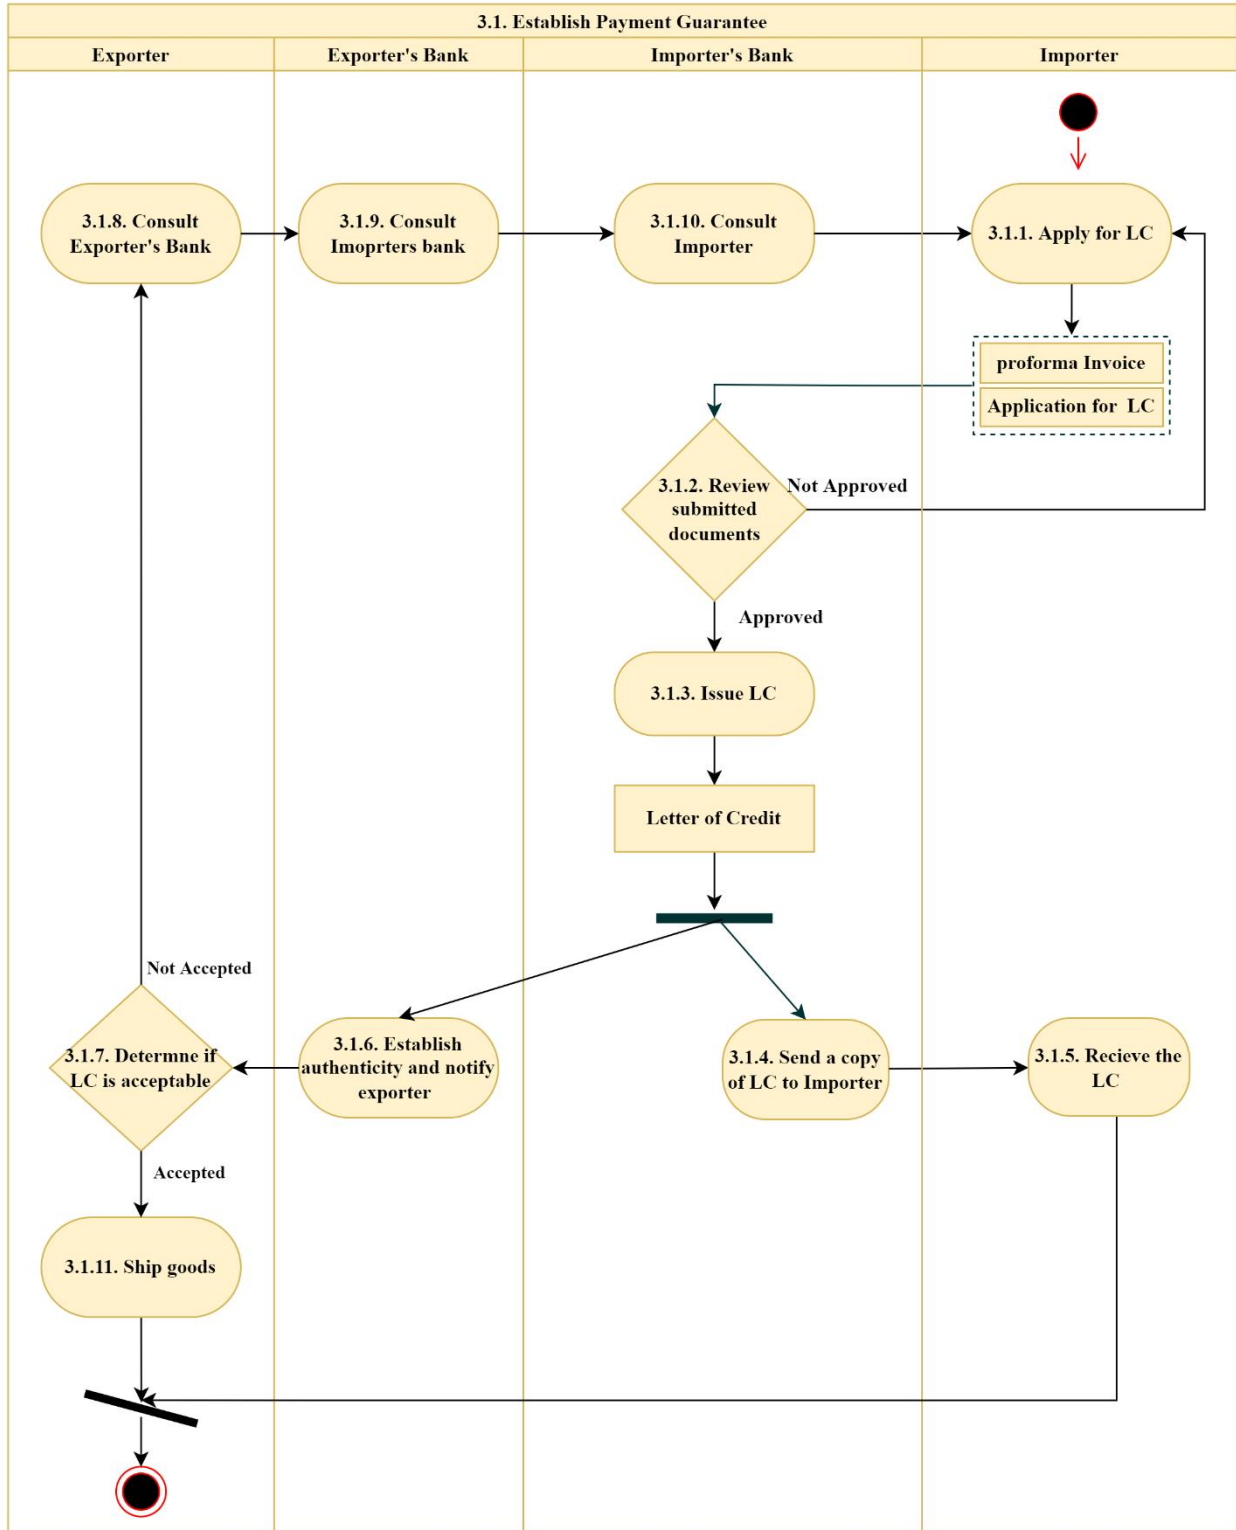 3.1. Establish Payment Guarantee
Exporter
Exporter's Bank
Importer's Bank
Importer
3.1.8. Consult
Exporter's Bank
3.1.9. Consult
Imoprters bank
3.1.10. Consult
Importer
3.1.1. Apply for LC
proforma Invoice
Application for LC
3.1.2. Review
submitted
documents
Not Approved
Approved
3.1.3. Issue LC
Letter of Credit
Not Accepted
3.1.7. Determne if
LC is acceptable
3.1.6. Establish
authenticity and notify
exporter
3.1.4. Send a copy
of LC to Importer
3.1.5. Recieve the
LC
Accepted
3.1.11. Ship goods